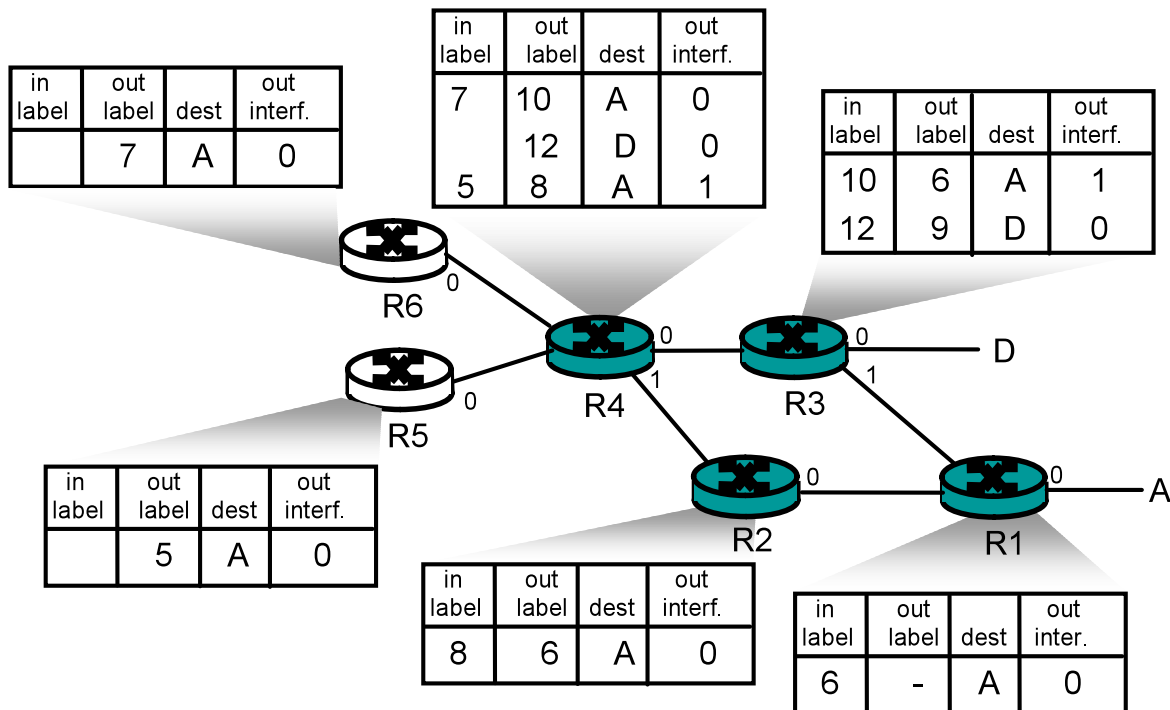 in out dest out
label label interf.
7 10 A 0
12 D 0
5 8 A 1
in out dest out
label label interf.
7 A 0
in out dest out
label label interf.
10 6 A 1
12 9 D 0
0
R6
0
1
R4
0
1
R3
D
0
R5
in out dest out
label label interf.
5 A 0
0
R2
0
R1
A
in out dest out
label label interf.
8 6 A 0
in out dest out
label label inter.
6 - A 0